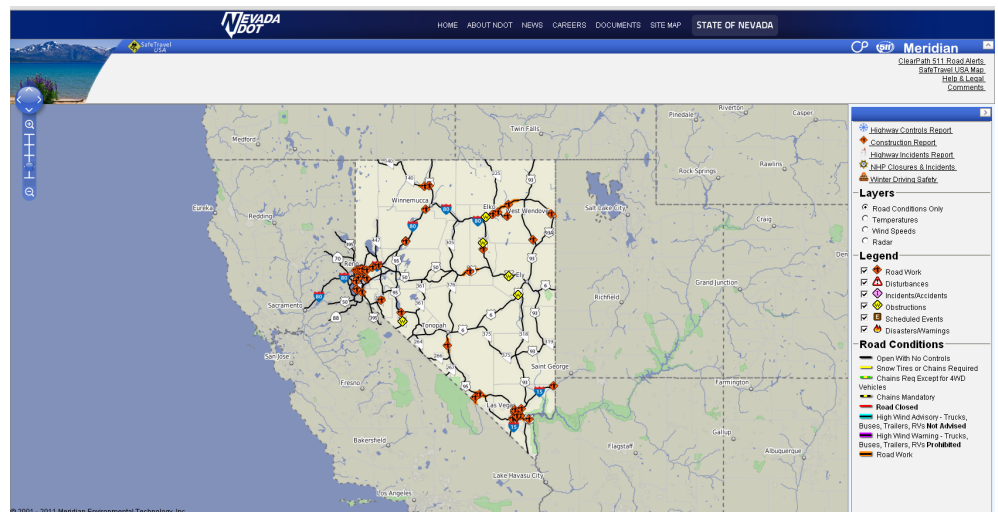 NEVADA
DOT
HOME ABOUT NDOT NEWS CAREERS DOCUMENTS SITE MAP STATE OF NEVADA
SafeTravel
USA
CP 511 Meridian
ClearPath 511 Road Alerts
SafeTravel USA Map
Help & Legal
Comments
Riverton
Pinedale
Casper
Twin Falls
Medford
Rawlins
Rock Springs
Winnemucca
Elko
West Wendov
Eureka
Redding
Salt Lake City
Craig
Den
Reno
Ely
Grand Junction
Sacramento
Richfield
Tonopah
San Jose
Saint George
Fresno
Farmington
Las Vegas
Gallup
Bakersfield
Flagstaff
Albuquerque
Lake Havasu City
Los Angeles
© 2001 - 2011 Meridian Environmental Technology, Inc.
Highway Controls Report
Construction Report
Highway Incidents Report
NHP Closures & Incidents
Winter Driving Safety
Layers
Road Conditions Only
Temperatures
Wind Speeds
Radar
Legend
Road Work
Disturbances
Incidents/Accidents
Obstructions
Scheduled Events
Disasters/Warnings
Road Conditions
Open With No Controls
Snow Tires or Chains Required
Chains Req Except for 4WD
Vehicles
Chains Mandatory
Road Closed
High Wind Advisory - Trucks,
Buses, Trailers, RVs Not Advised
High Wind Warning - Trucks,
Buses, Trailers, RVs Prohibited
Road Work